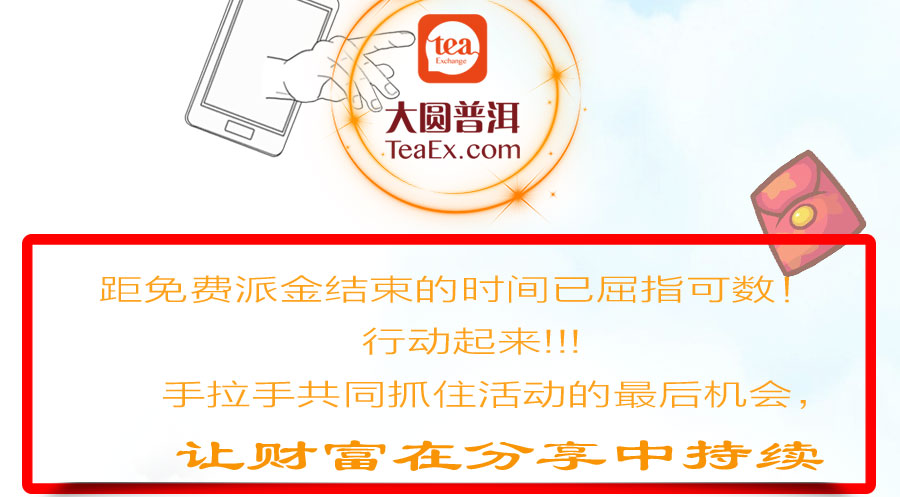 tea
Exchange
大圆普洱
TeaEx.com
距免费派金结束的时间已屈指可数!
行动起来!!!
手拉手共同抓住活动的最后机会，
让财富在分享中持续